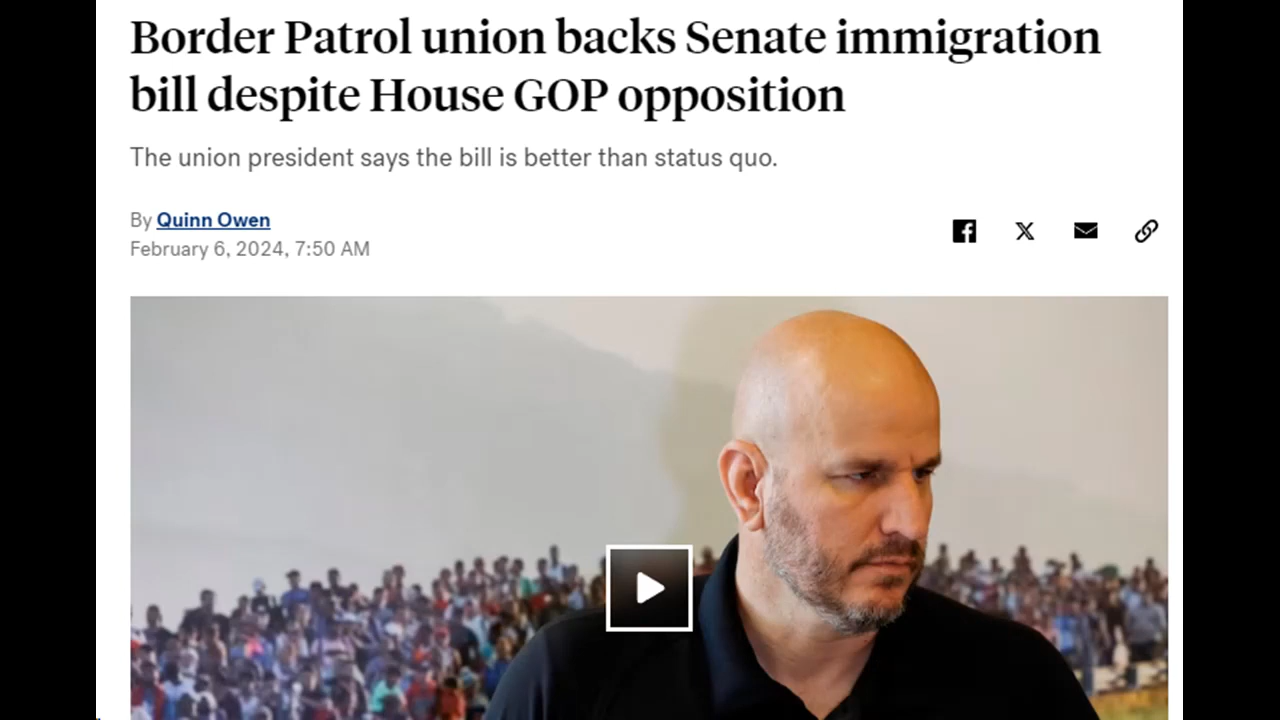 Border Patrol union backs Senate immigration
bill despite House GOP opposition
The union president says the bill is better than status quo.
By Quinn Owen
February 6, 2024, 7:50 AM